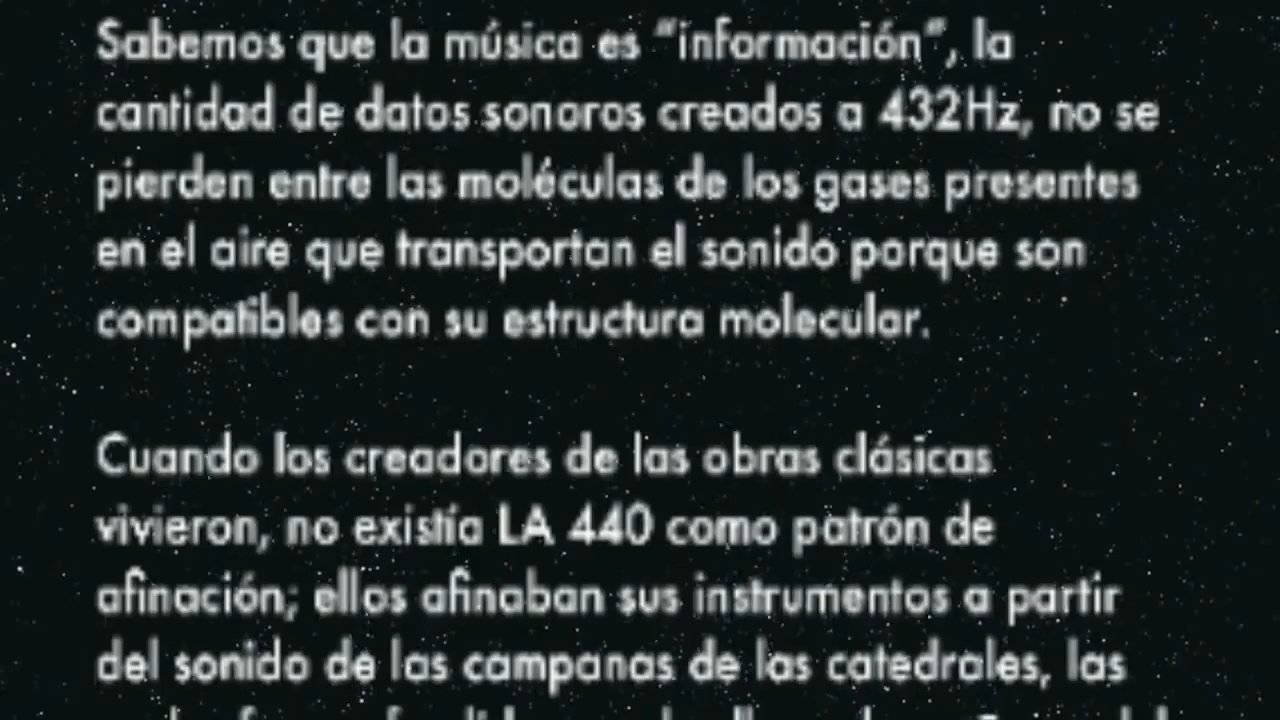 Sabemos que la música es “información”, la
cantidad de datos sonoros creados a 432Hz, no se
pierden entre las moléculas de los gases presentes
en el aire que transportan el sonido porque son
compatibles con su estructura molecular.
Cuando los creadores de las obras clásicas
vivieron, no existía LA 440 como patrón de
afinación; ellos afinaban sus instrumentos a partir
del sonido de las campanas de las catedrales, las